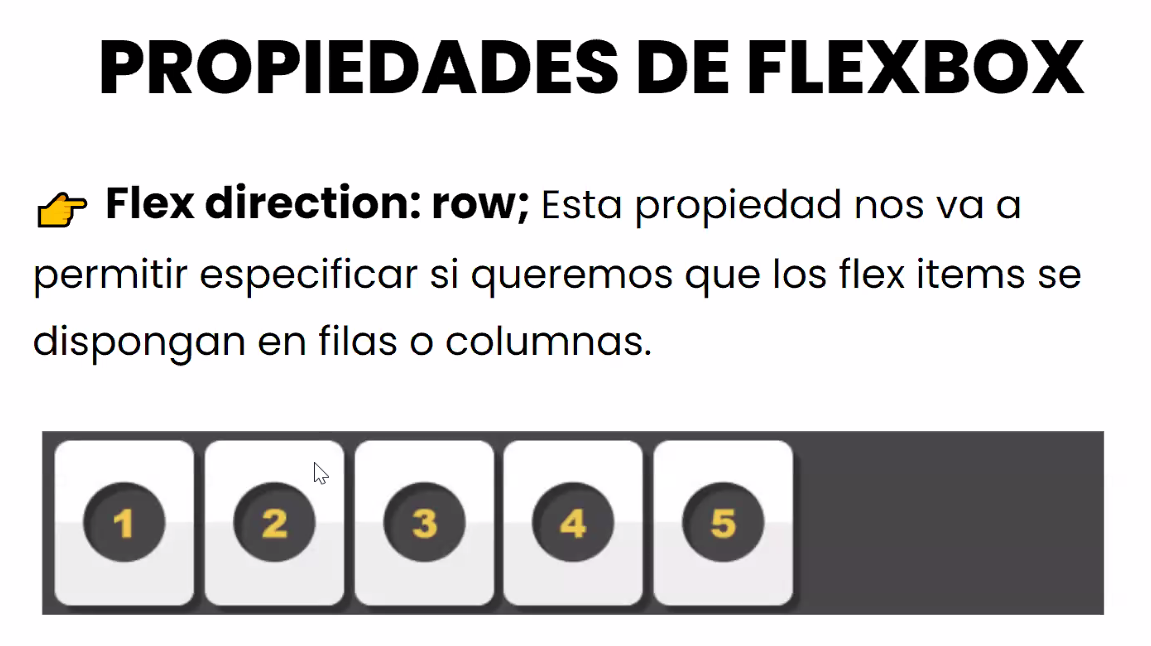 PROPIEDADES DE FLEXBOX
👉 Flex direction: row; Esta propiedad nos va a
permitir especificar si queremos que los flex items se
dispongan en filas o columnas.
1 2 3 4 5